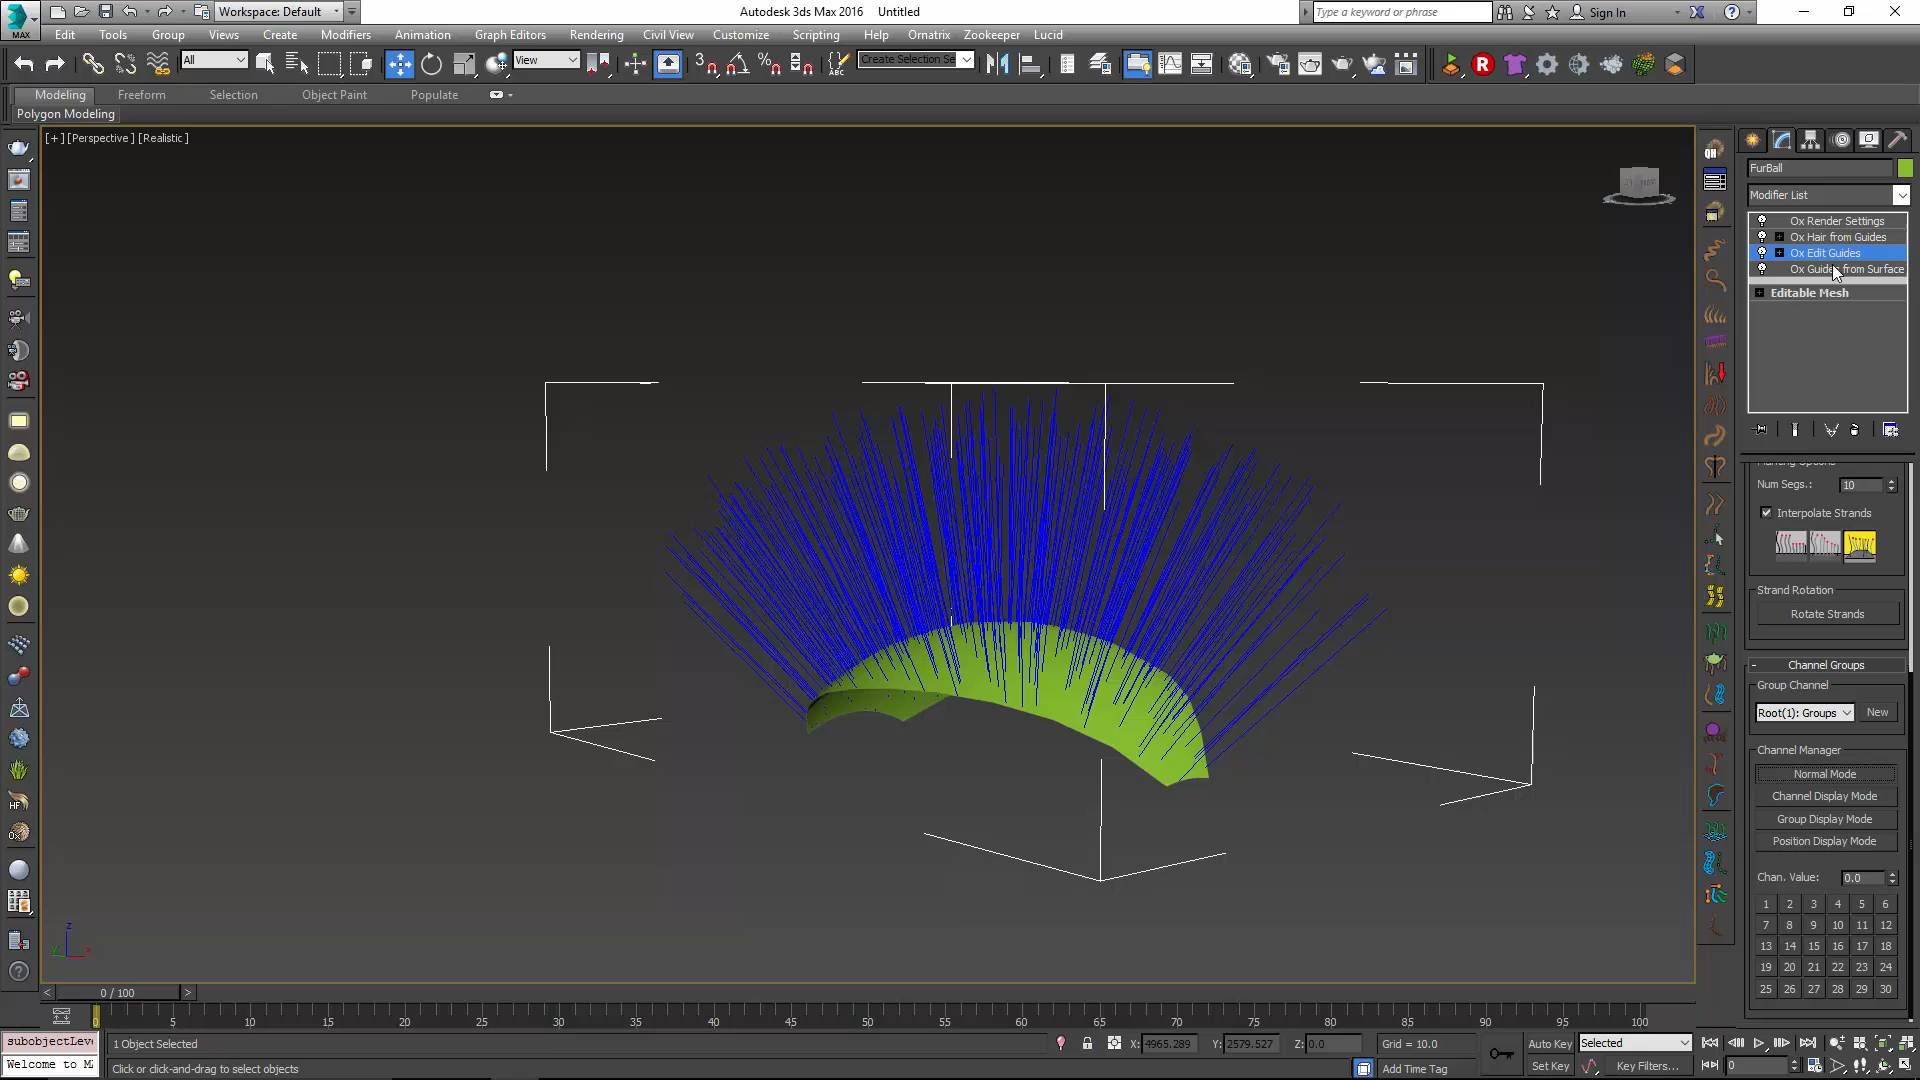 Workspace: Default
Autodesk 3ds Max 2016 Untitled
Type a keyword or phrase
Sign In
MAX
Edit Tools Group Views Create Modifiers Animation Graph Editors Rendering Civil View Customize Scripting Help Ornatrix Zookeeper Lucid
All
View
3
ABC
Create Selection Se
R
Modeling Freeform Selection Object Paint Populate
Polygon Modeling
[+] [Perspective] [Realistic]
QH
FurBall
Modifier List
Ox Render Settings
Ox Hair from Guides
Ox Edit Guides
Ox Guides from Surface
Editable Mesh
Num Segs.: 10
Interpolate Strands
Strand Rotation
Rotate Strands
- Channel Groups
Group Channel
Root(1): Groups New
Channel Manager
Normal Mode
Channel Display Mode
Group Display Mode
Position Display Mode
Chan. Value: 0.0
1 2 3 4 5 6
7 8 9 10 11 12
13 14 15 16 17 18
19 20 21 22 23 24
25 26 27 28 29 30
HF
Ox
z
x
y
< 0 / 100 >
0 5 10 15 20 25 30 35 40 45 50 55 60 65 70 75 80 85 90 95 100
subobjectLeve
1 Object Selected
X: 4965.289 Y: 2579.527 Z: 0.0
Grid = 10.0
Auto Key Selected
Welcome to MA
Click or click-and-drag to select objects
Add Time Tag
Set Key Key Filters...
0